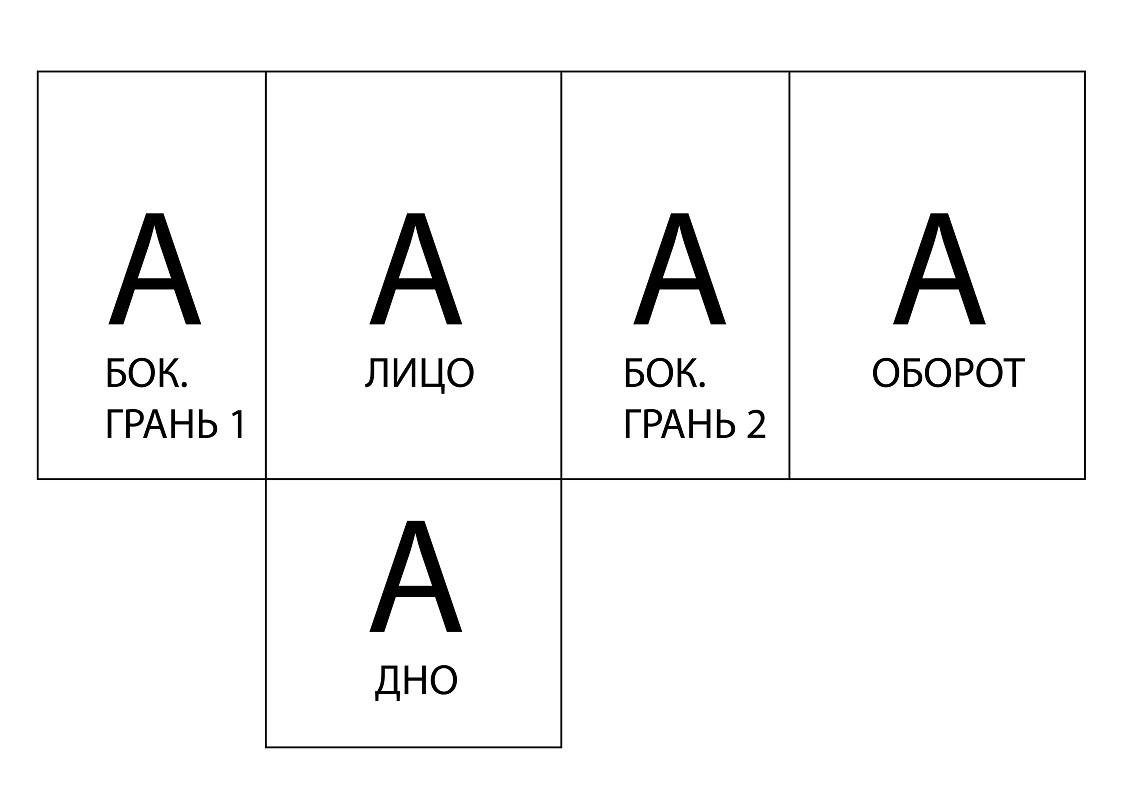 А А А А
БОК. ЛИЦО БОК. ОБОРОТ
ГРАНЬ 1 ГРАНЬ 2
А
ДНО